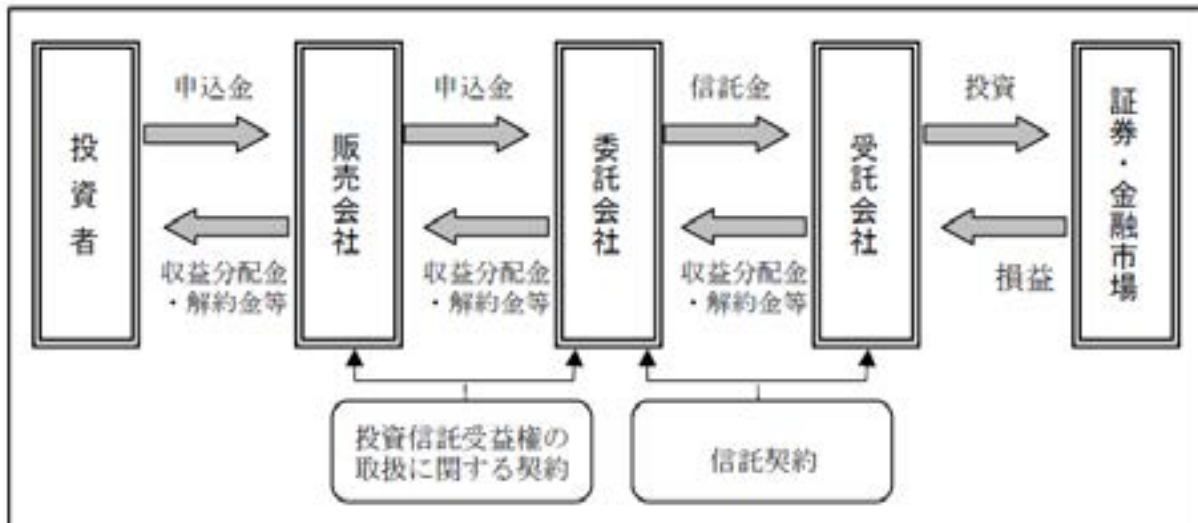 申込金
申込金
信託金
投資
投資者
販売会社
委託会社
受託会社
証券・金融市場
収益分配金
・解約金等
収益分配金
・解約金等
収益分配金
・解約金等
損益
投資信託受益権の
取扱に関する契約
信託契約